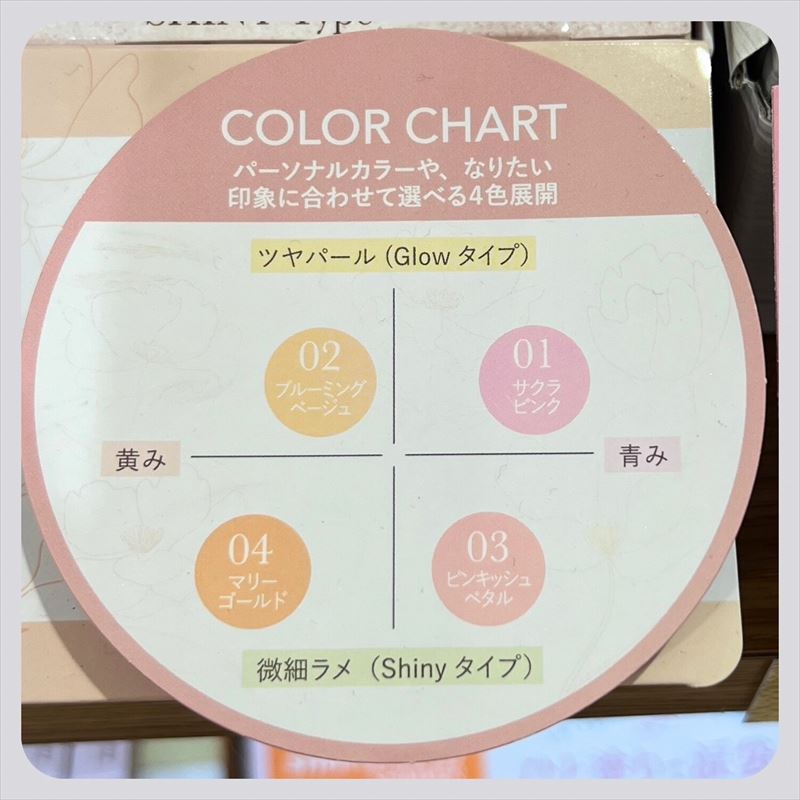 SHINY Type
COLOR CHART
パーソナルカラーや、なりたい
印象に合わせて選べる4色展開
ツヤパール（Glow タイプ）
02
ブルーミング
ベージュ
01
サクラ
ピンク
黄み
青み
04
マリー
ゴールド
03
ピンキッシュ
ペタル
微細ラメ（Shiny タイプ）